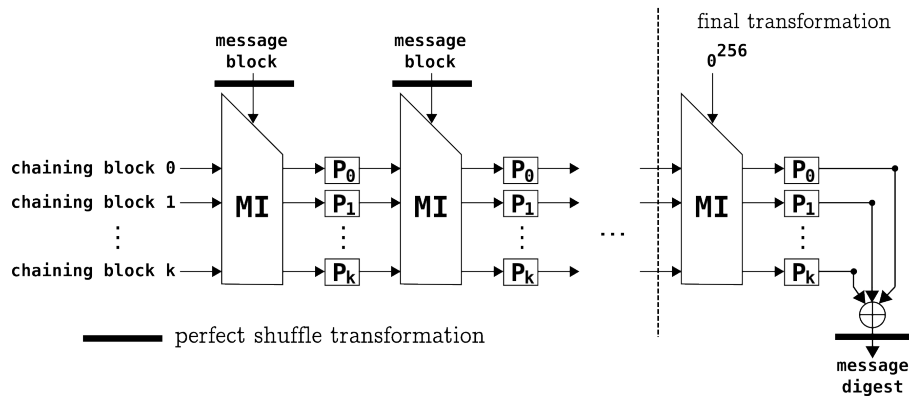 final transformation
message
block
message
block
0^256
chaining block 0
P₀
P₀
P₀
chaining block 1
MI
P₁
MI
P₁
MI
P₁
⋮
⋮
⋮
...
⋮
chaining block k
Pₖ
Pₖ
Pₖ
perfect shuffle transformation
message
digest